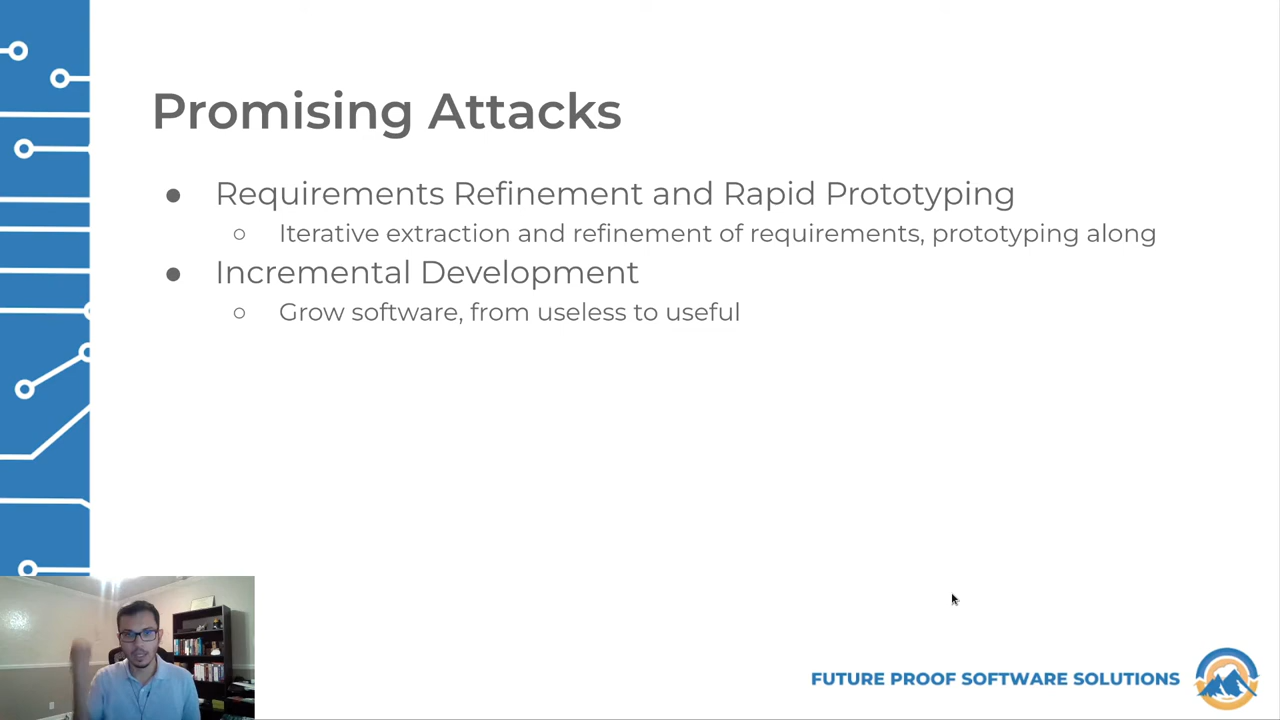 Promising Attacks
● Requirements Refinement and Rapid Prototyping
○ Iterative extraction and refinement of requirements, prototyping along
● Incremental Development
○ Grow software, from useless to useful
FUTURE PROOF SOFTWARE SOLUTIONS